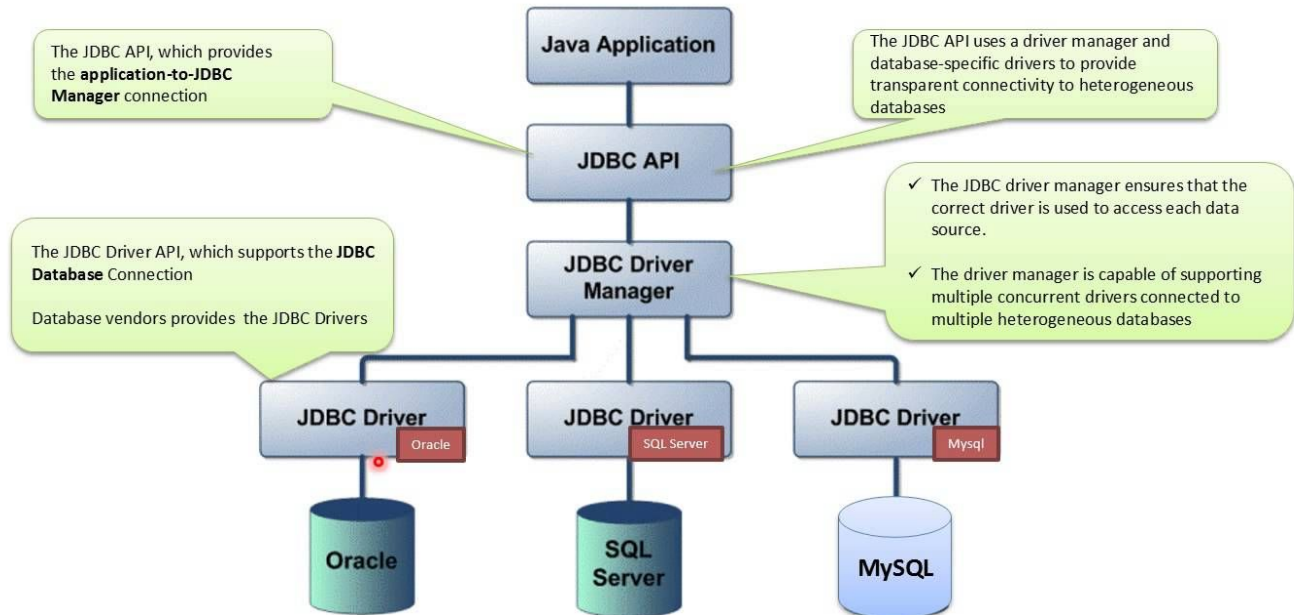 Java Application
The JDBC API, which provides
the application-to-JDBC
Manager connection
The JDBC API uses a driver manager and
database-specific drivers to provide
transparent connectivity to heterogeneous
databases
JDBC API
✓ The JDBC driver manager ensures that the
correct driver is used to access each data
source.
✓ The driver manager is capable of supporting
multiple concurrent drivers connected to
multiple heterogeneous databases
The JDBC Driver API, which supports the JDBC
Database Connection
Database vendors provides the JDBC Drivers
JDBC Driver
Manager
JDBC Driver
Oracle
JDBC Driver
SQL Server
JDBC Driver
Mysql
Oracle
SQL
Server
MySQL